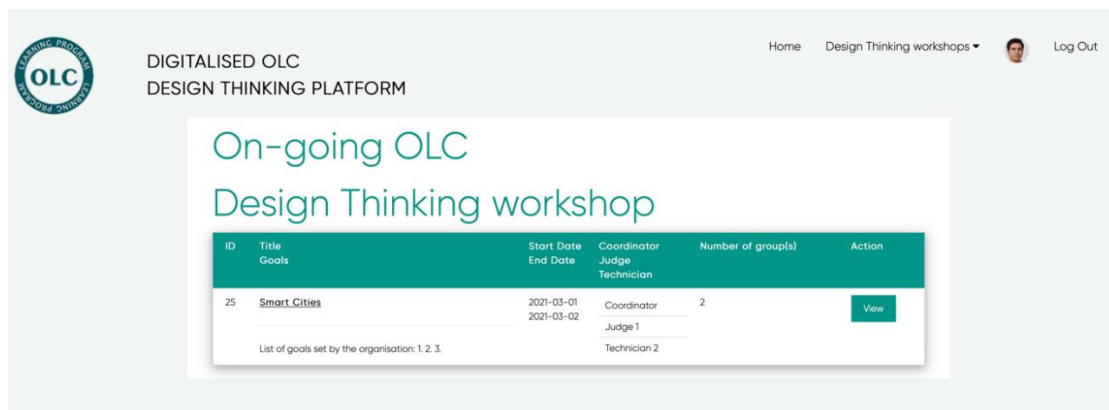 LEARNING PROGRAM
OLC
LEARNING PROGRAM
DIGITALISED OLC
DESIGN THINKING PLATFORM
Home Design Thinking workshops Log Out
On-going OLC
Design Thinking workshop
ID Title Start Date Coordinator Number of group(s) Action
Goals End Date Judge
Technician
25 Smart Cities 2021-03-01 Coordinator 2 View
2021-03-02
Judge 1
List of goals set by the organisation: 1. 2. 3. Technician 2